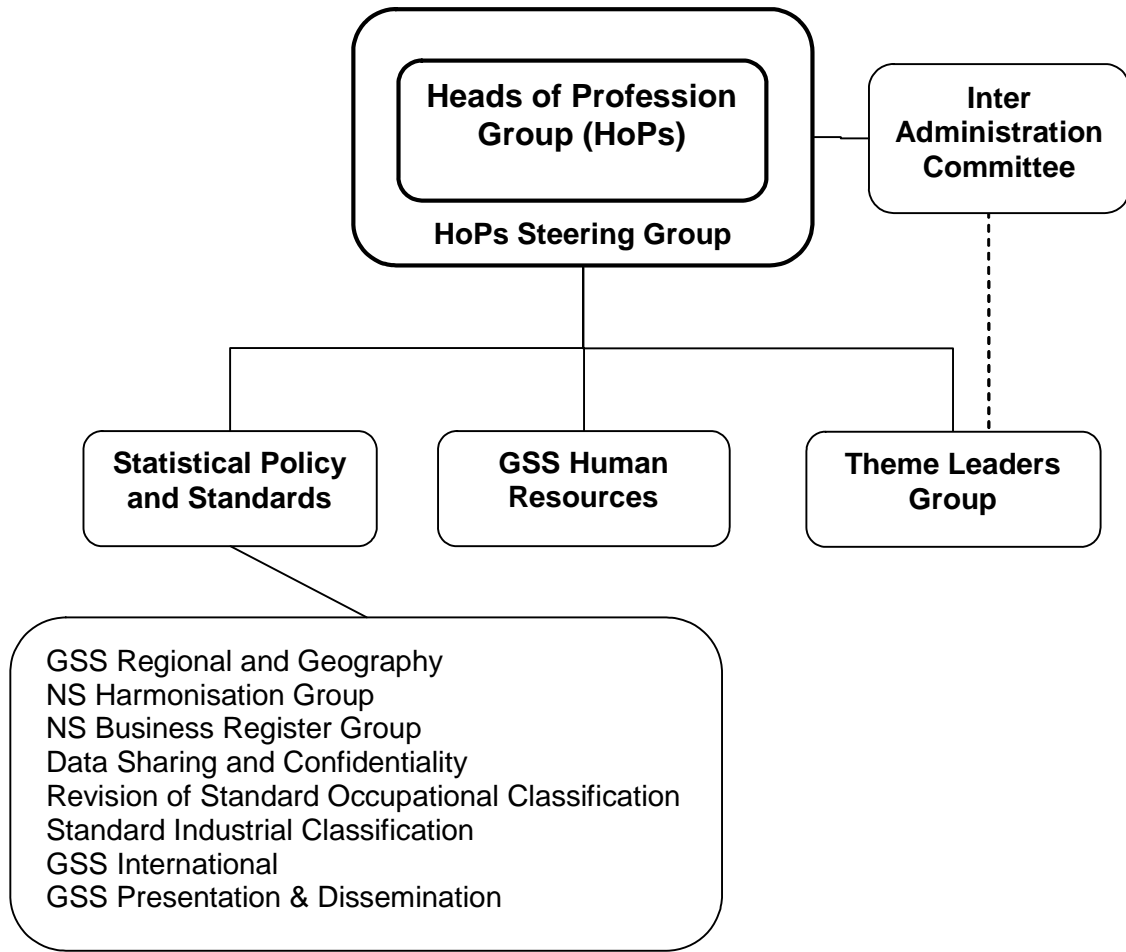 Heads of Profession
Group (HoPs)
HoPs Steering Group
Inter
Administration
Committee
Statistical Policy
and Standards
GSS Human
Resources
Theme Leaders
Group
GSS Regional and Geography
NS Harmonisation Group
NS Business Register Group
Data Sharing and Confidentiality
Revision of Standard Occupational Classification
Standard Industrial Classification
GSS International
GSS Presentation & Dissemination